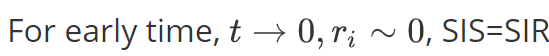 For early time, t → 0, r_i ∼ 0, SIS=SIR